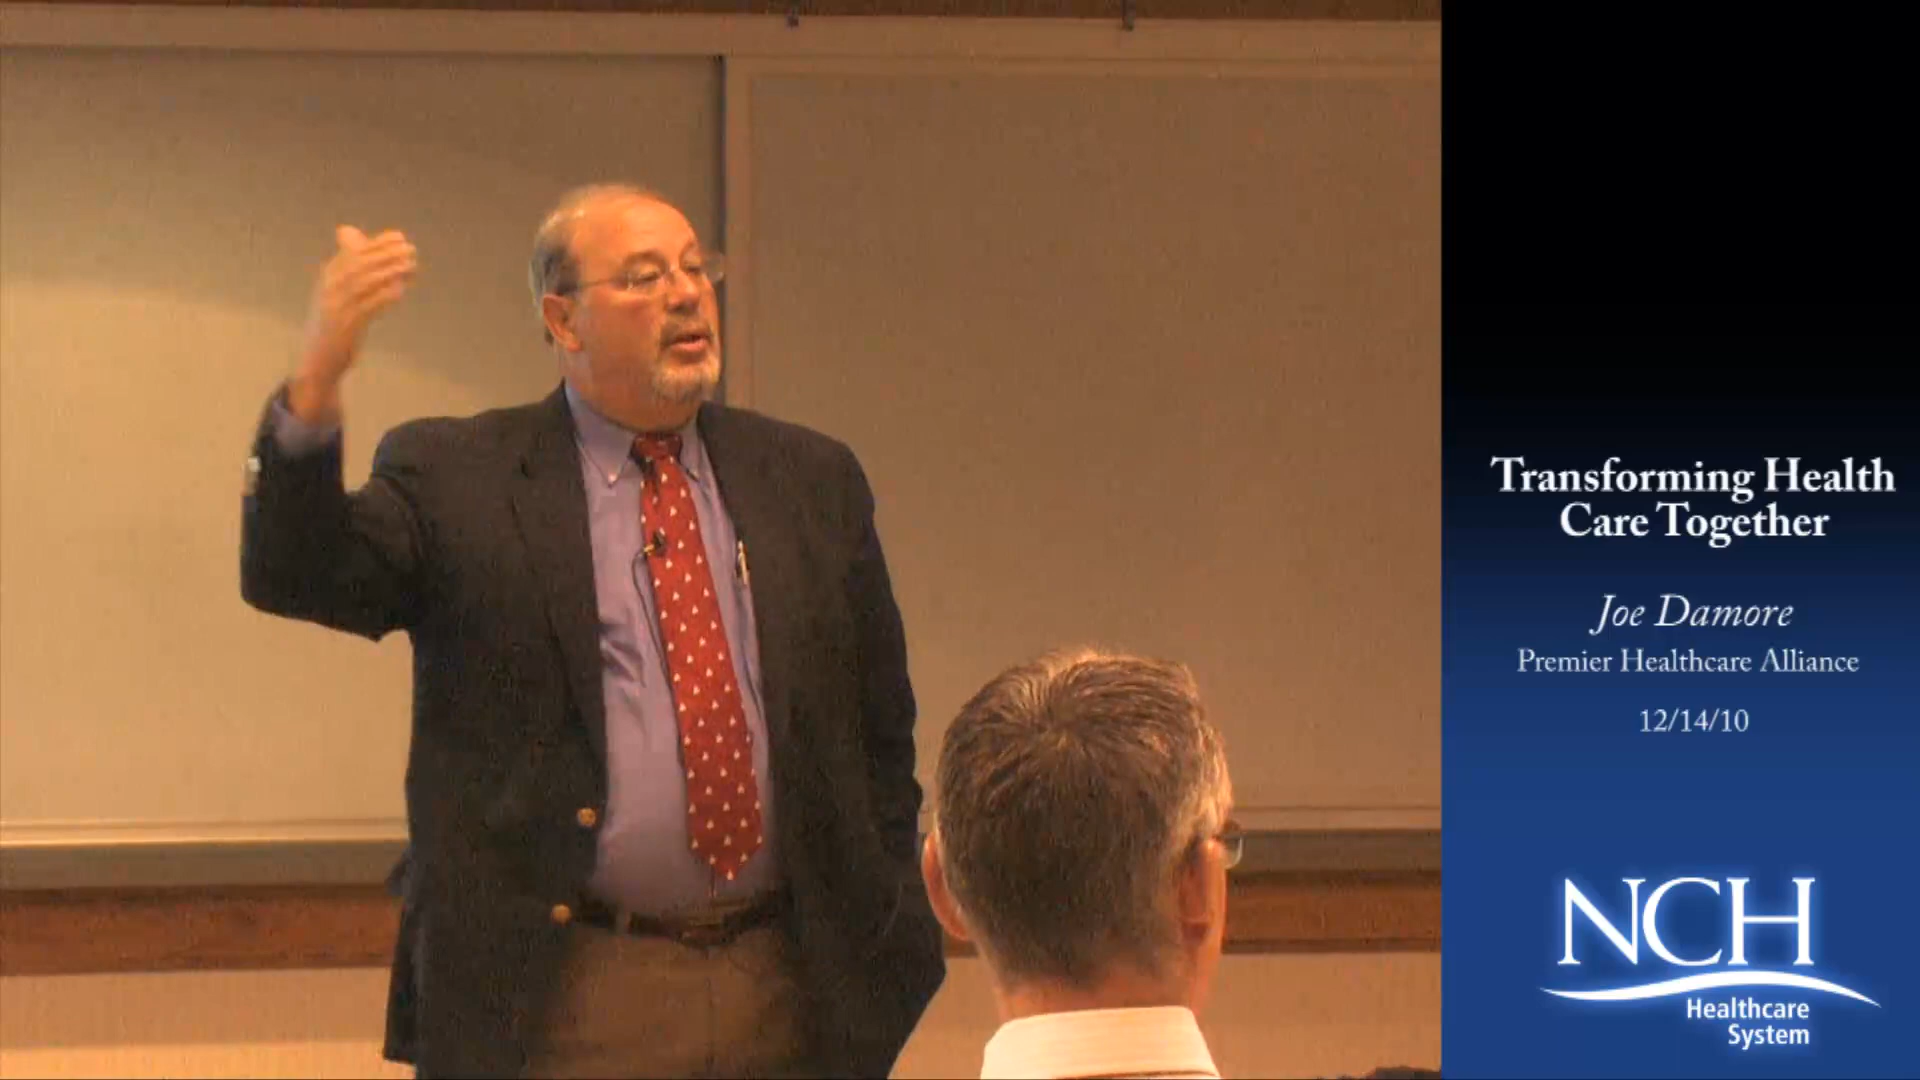 Transforming Health
Care Together
Joe Damore
Premier Healthcare Alliance
12/14/10
NCH
Healthcare
System